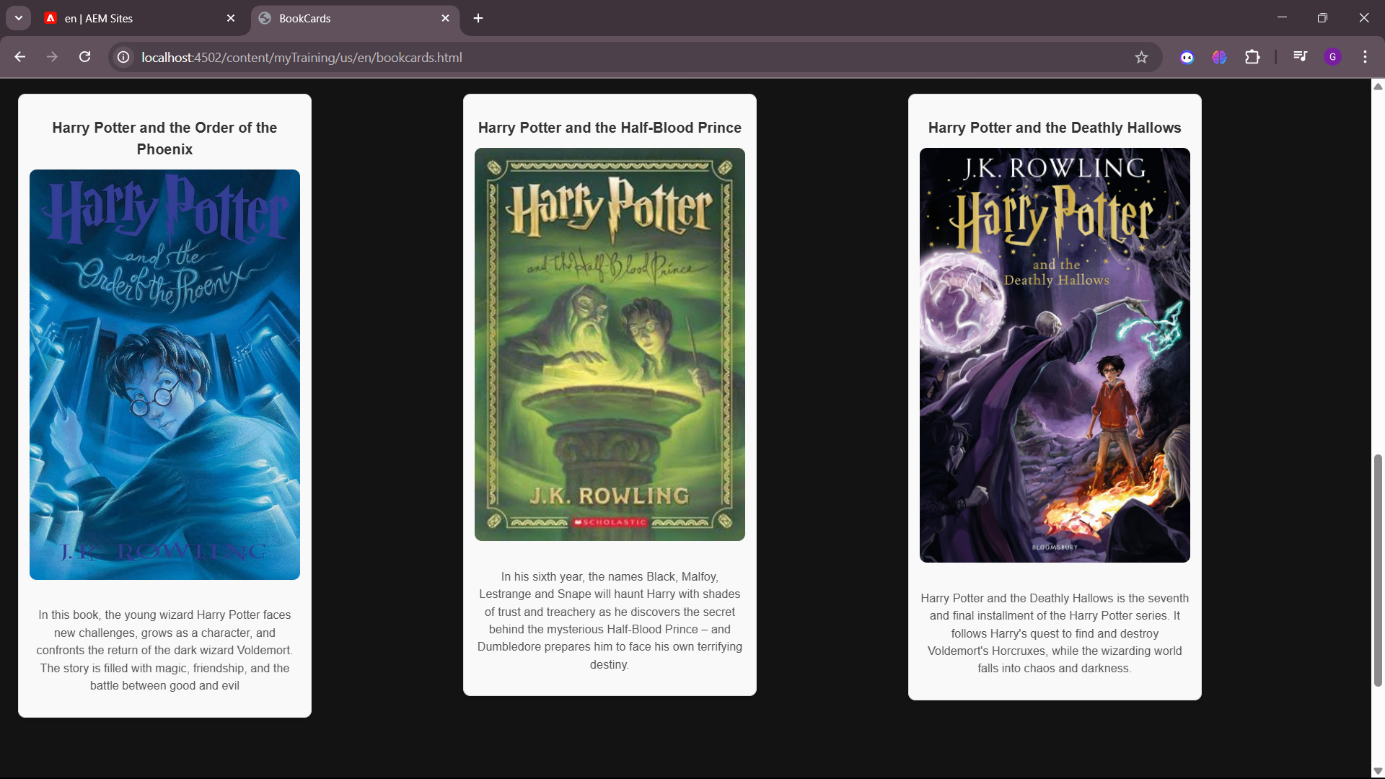 en | AEM Sites
BookCards
localhost:4502/content/myTraining/us/en/bookcards.html
G
Harry Potter and the Order of the
Phoenix
Harry Potter
and the
Order of the Phoenix
J.K. ROWLING
In this book, the young wizard Harry Potter faces
new challenges, grows as a character, and
confronts the return of the dark wizard Voldemort.
The story is filled with magic, friendship, and the
battle between good and evil
Harry Potter and the Half-Blood Prince
Harry Potter
and the Half-Blood Prince
J.K. ROWLING
SCHOLASTIC
In his sixth year, the names Black, Malfoy,
Lestrange and Snape will haunt Harry with shades
of trust and treachery as he discovers the secret
behind the mysterious Half-Blood Prince – and
Dumbledore prepares him to face his own terrifying
destiny.
Harry Potter and the Deathly Hallows
J.K. ROWLING
Harry Potter
and the
Deathly Hallows
BLOOMSBURY
Harry Potter and the Deathly Hallows is the seventh
and final installment of the Harry Potter series. It
follows Harry's quest to find and destroy
Voldemort's Horcruxes, while the wizarding world
falls into chaos and darkness.